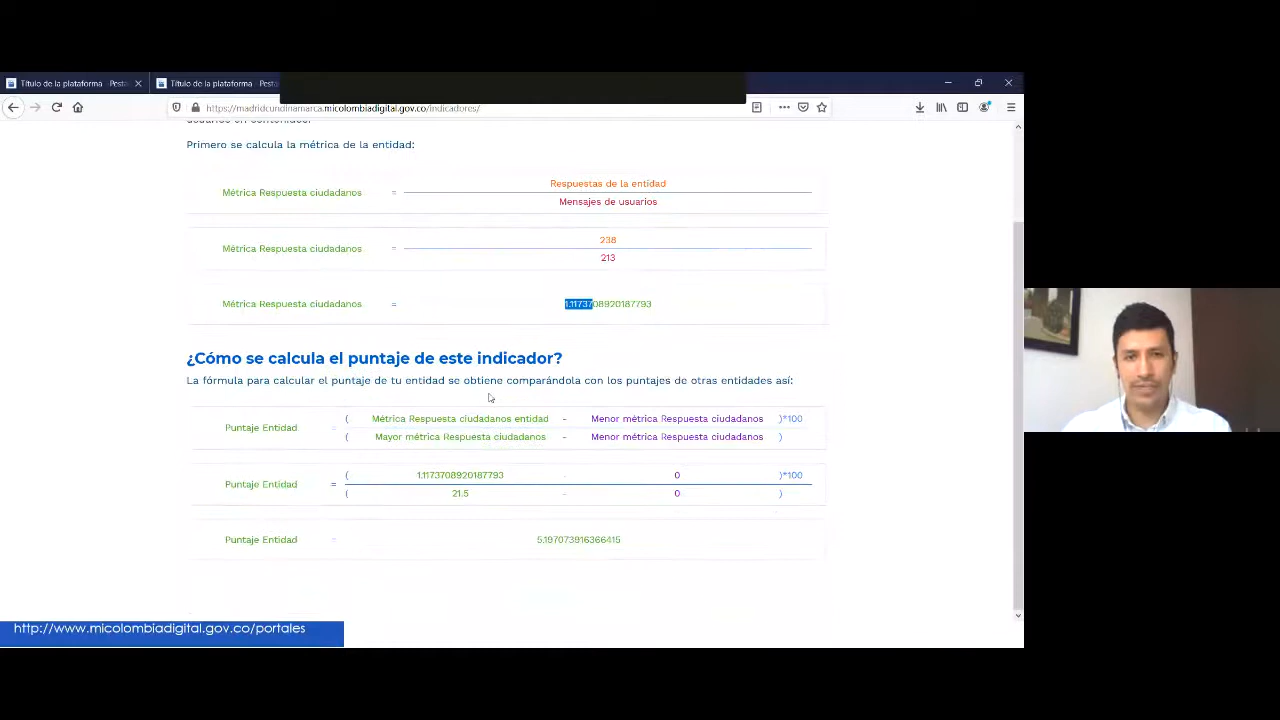 Título de la plataforma - Pesta
Título de la plataforma - Pesta
https://madridcundinamarca.micolombiadigital.gov.co/indicadores/
Primero se calcula la métrica de la entidad:
Métrica Respuesta ciudadanos = Respuestas de la entidad
Mensajes de usuarios
Métrica Respuesta ciudadanos = 238
213
Métrica Respuesta ciudadanos = 1.1173708920187793
¿Cómo se calcula el puntaje de este indicador?
La fórmula para calcular el puntaje de tu entidad se obtiene comparándola con los puntajes de otras entidades así:
Puntaje Entidad = ( Métrica Respuesta ciudadanos entidad - Menor métrica Respuesta ciudadanos )*100
( Mayor métrica Respuesta ciudadanos - Menor métrica Respuesta ciudadanos )
Puntaje Entidad = ( 1.1173708920187793 - 0 )*100
( 21.5 - 0 )
Puntaje Entidad = 5.197073916366415
http://www.micolombiadigital.gov.co/portales